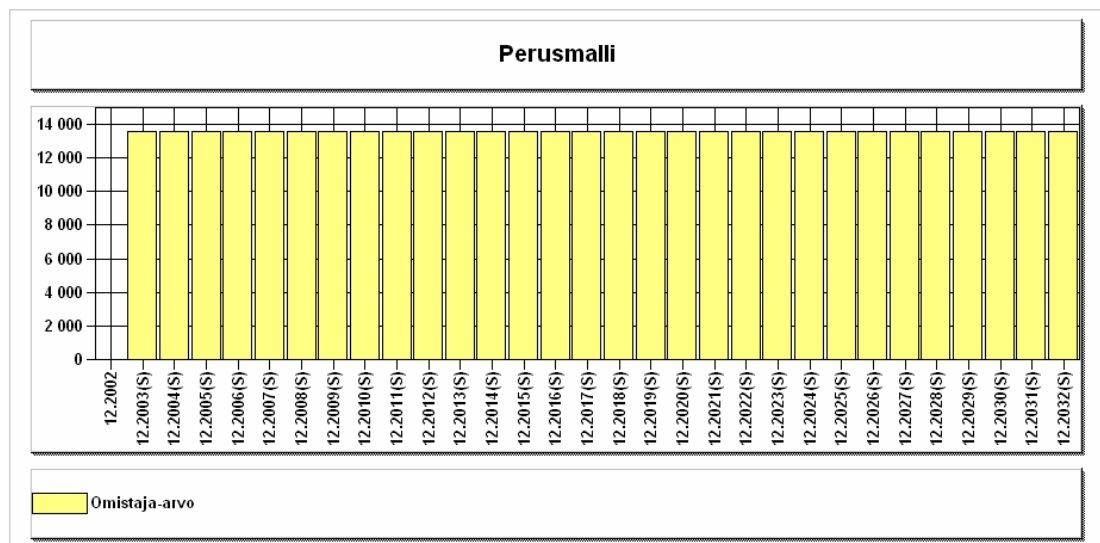 Perusmalli
14 000
12 000
10 000
8 000
6 000
4 000
2 000
0
12.2002
12.2003(S)
12.2004(S)
12.2005(S)
12.2006(S)
12.2007(S)
12.2008(S)
12.2009(S)
12.2010(S)
12.2011(S)
12.2012(S)
12.2013(S)
12.2014(S)
12.2015(S)
12.2016(S)
12.2017(S)
12.2018(S)
12.2019(S)
12.2020(S)
12.2021(S)
12.2022(S)
12.2023(S)
12.2024(S)
12.2025(S)
12.2026(S)
12.2027(S)
12.2028(S)
12.2029(S)
12.2030(S)
12.2031(S)
12.2032(S)
Omistaja-arvo